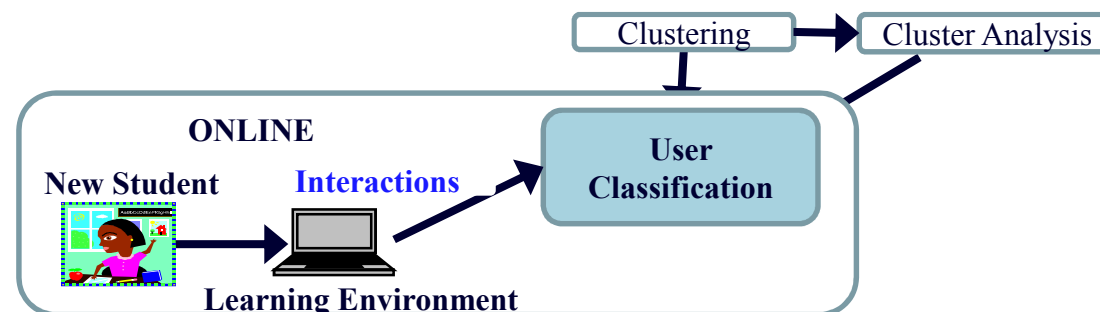 Clustering
Cluster Analysis
ONLINE
User
Classification
New Student
Interactions
Learning Environment